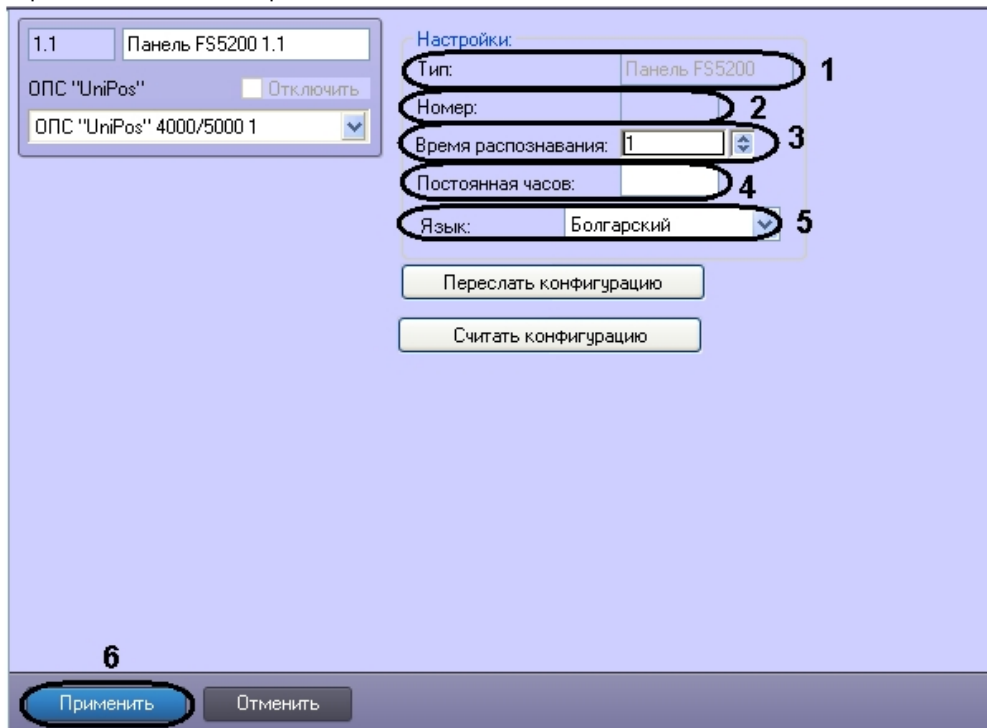 1.1 Панель FS5200 1.1
ОПС "UniPos" Отключить
ОПС "UniPos" 4000/5000 1
Настройки:
Тип: Панель FS5200 1
Номер: 2
Время распознавания: 1 3
Постоянная часов: 4
Язык: Болгарский 5
Переслать конфигурацию
Считать конфигурацию
6
Применить Отменить